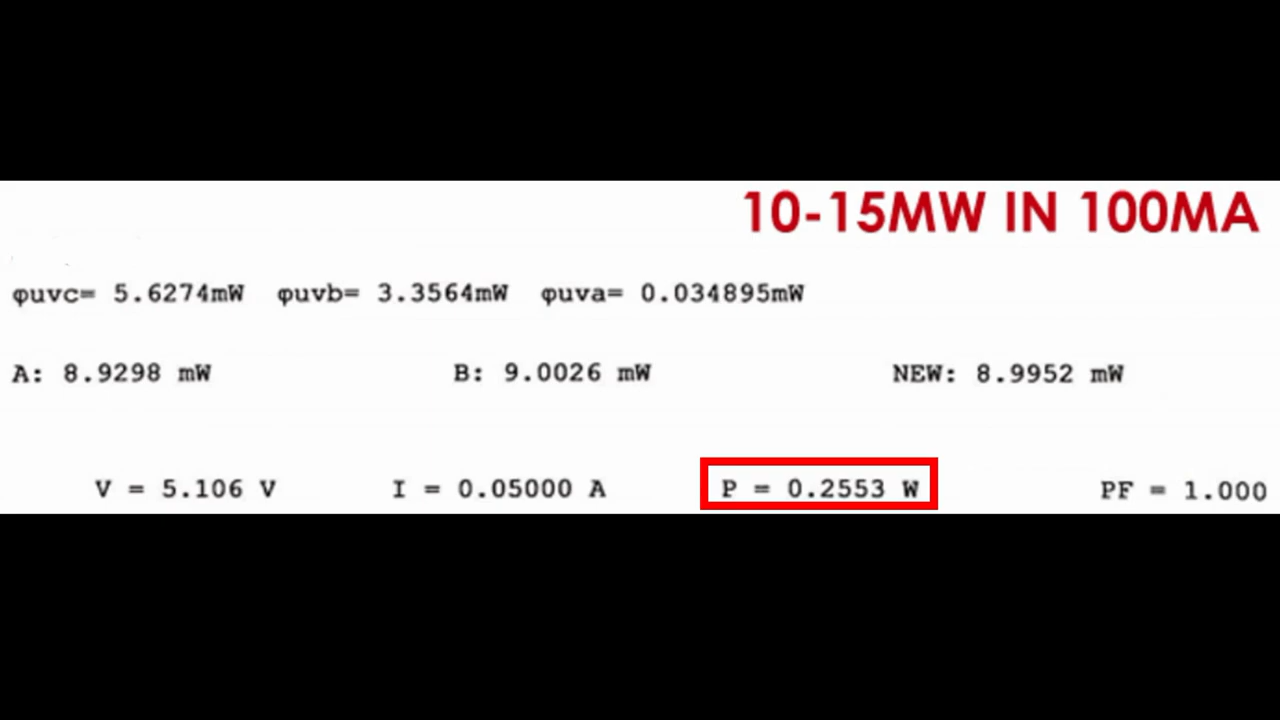 10-15MW IN 100MA
φuvc= 5.6274mW φuvb= 3.3564mW φuva= 0.034895mW
A: 8.9298 mW B: 9.0026 mW NEW: 8.9952 mW
V = 5.106 V I = 0.05000 A P = 0.2553 W PF = 1.000